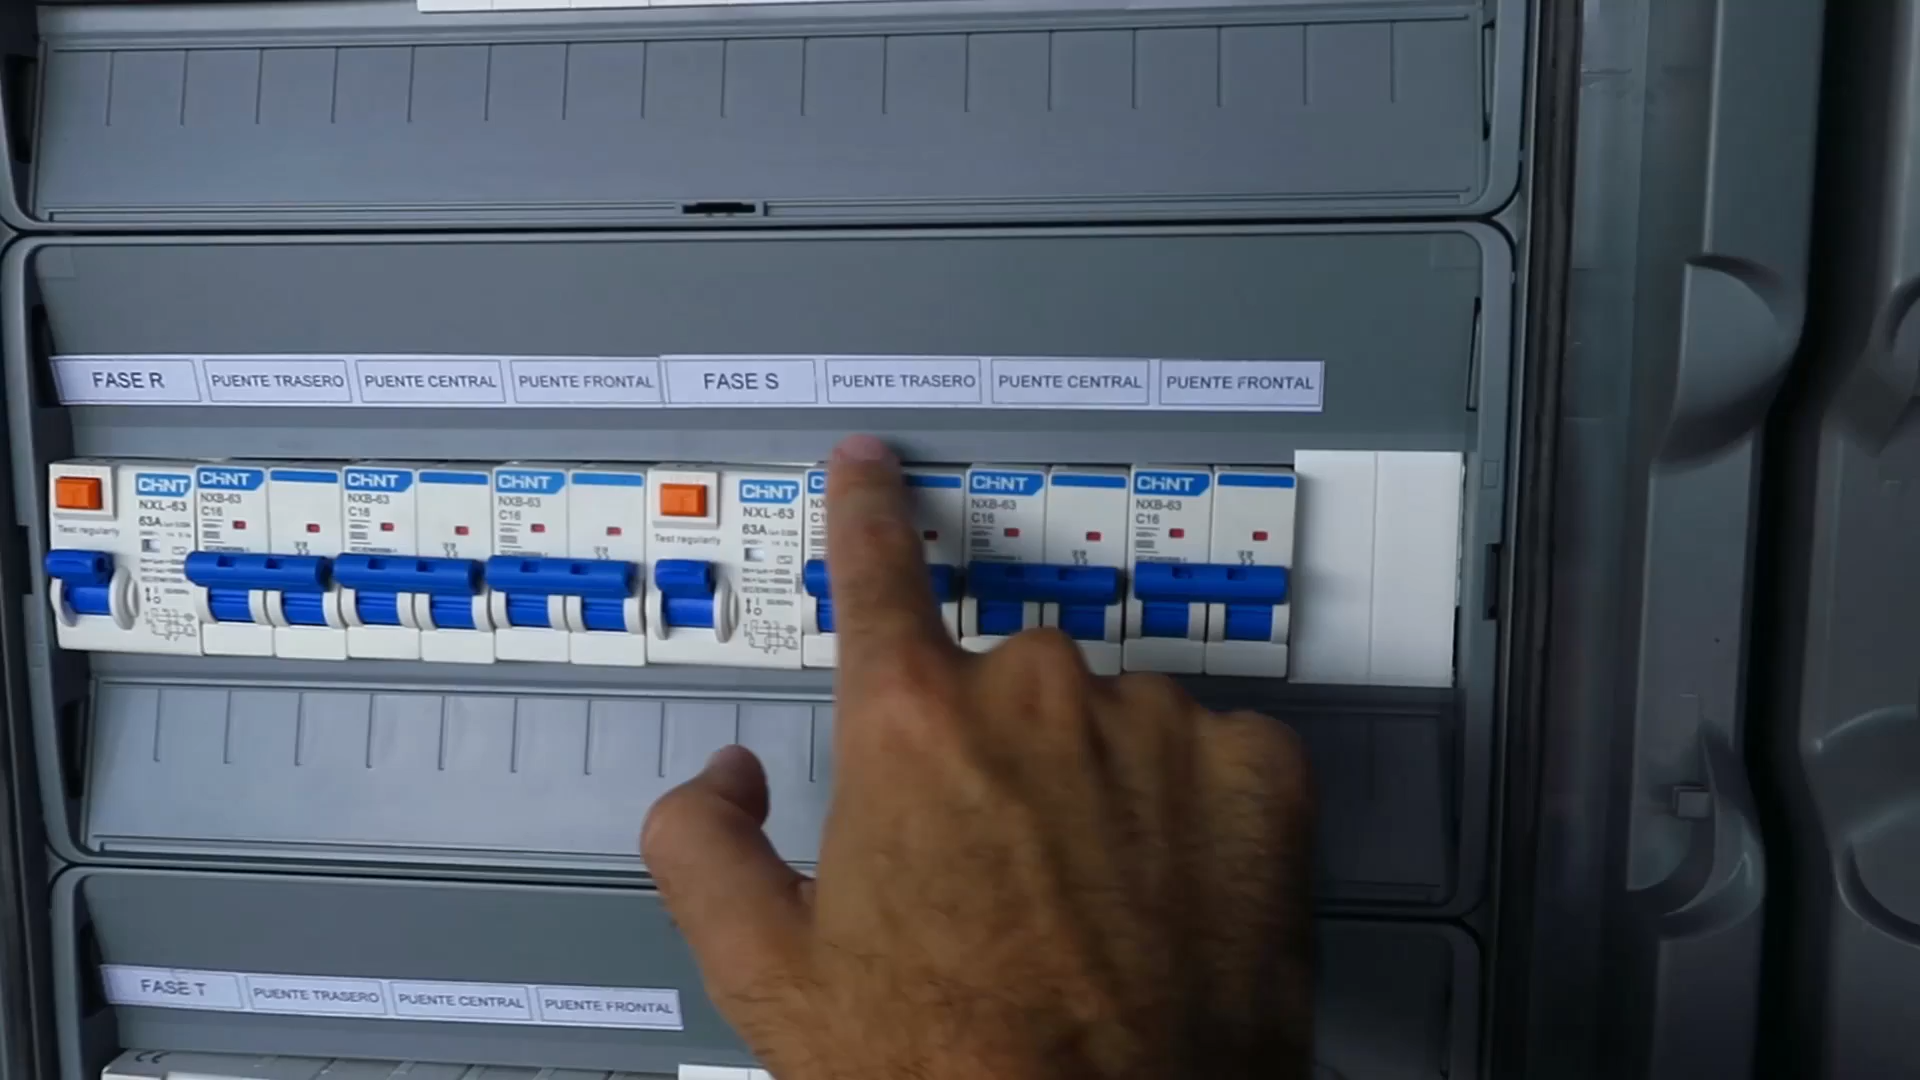 FASE R PUENTE TRASERO PUENTE CENTRAL PUENTE FRONTAL FASE S PUENTE TRASERO PUENTE CENTRAL PUENTE FRONTAL
CHNT
NXL-63
63A
Test regularly
CHNT
NXB-63
C16
CHNT
NXB-63
C16
CHNT
NXB-63
C16
CHNT
NXL-63
63A
Test regularly
CHNT
NXB-63
C16
CHNT
NXB-63
C16
FASE T PUENTE TRASERO PUENTE CENTRAL PUENTE FRONTAL